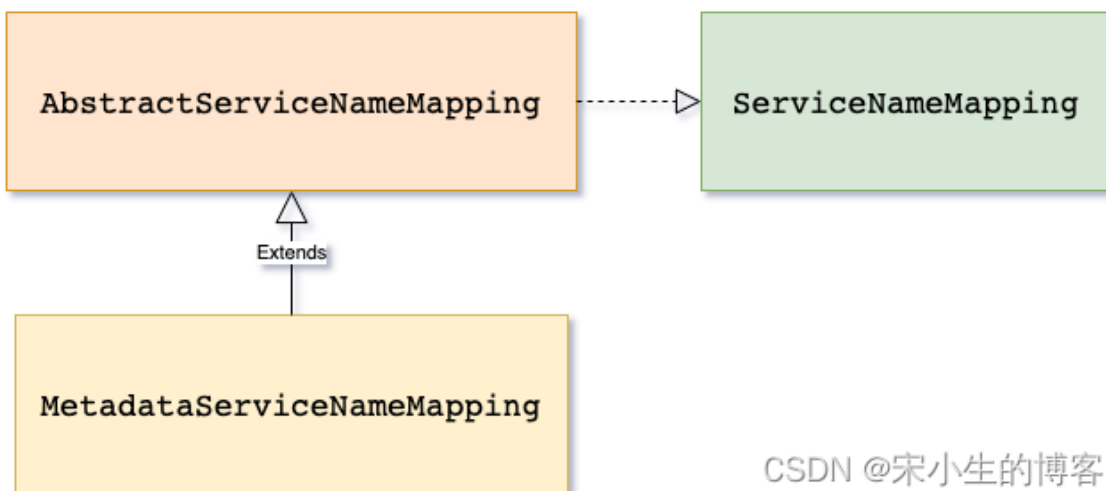 AbstractServiceNameMapping
ServiceNameMapping
Extends
MetadataServiceNameMapping
CSDN @宋小生的博客